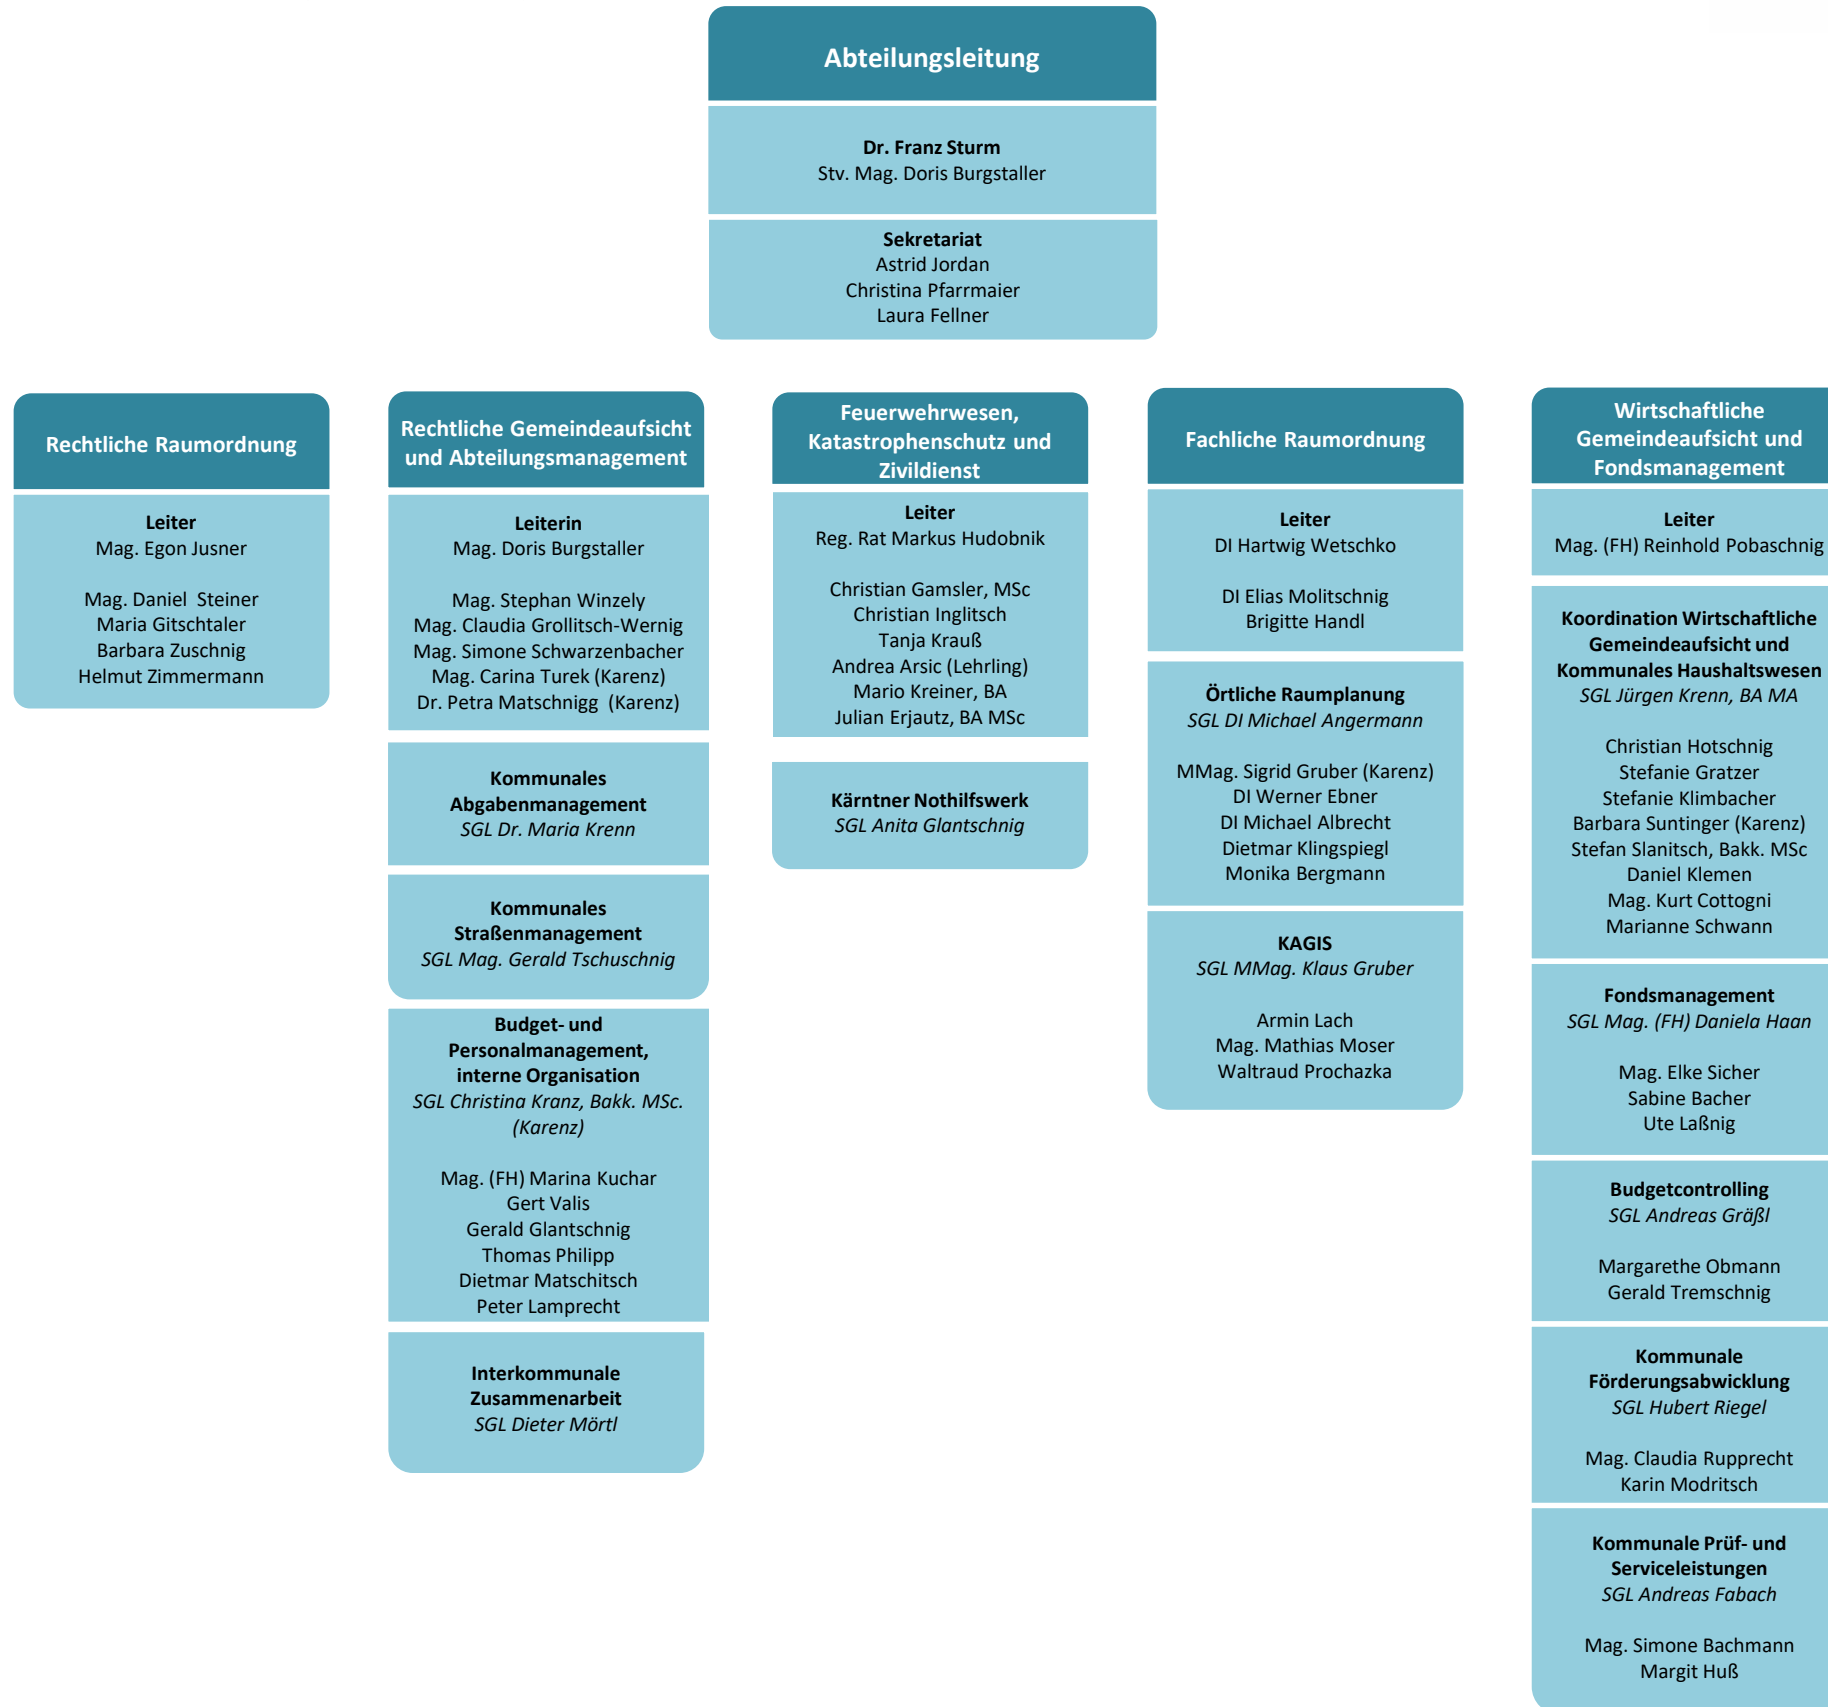 Abteilungsleitung
Dr. Franz Sturm
Stv. Mag. Doris Burgstaller
Sekretariat
Astrid Jordan
Christina Pfarrmaier
Laura Fellner
Rechtliche Raumordnung
Leiter
Mag. Egon Jusner
Mag. Daniel  Steiner
Maria Gitschtaler
Barbara Zuschnig
Helmut Zimmermann
Rechtliche Gemeindeaufsicht
und Abteilungsmanagement
Leiterin
Mag. Doris Burgstaller
Mag. Stephan Winzely
Mag. Claudia Grollitsch-Wernig
Mag. Simone Schwarzenbacher
Mag. Carina Turek (Karenz)
Dr. Petra Matschnigg  (Karenz)
Kommunales
Abgabenmanagement
SGL Dr. Maria Krenn
Kommunales
Straßenmanagement
SGL Mag. Gerald Tschuschnig
Budget- und
Personalmanagement,
interne Organisation
SGL Christina Kranz, Bakk. MSc.
(Karenz)
Mag. (FH) Marina Kuchar
Gert Valis
Gerald Glantschnig
Thomas Philipp
Dietmar Matschitsch
Peter Lamprecht
Interkommunale
Zusammenarbeit
SGL Dieter Mörtl
Feuerwehrwesen,
Katastrophenschutz und
Zivildienst
Leiter
Reg. Rat Markus Hudobnik
Christian Gamsler, MSc
Christian Inglitsch
Tanja Krauß
Andrea Arsic (Lehrling)
Mario Kreiner, BA
Julian Erjautz, BA MSc
Kärntner Nothilfswerk
SGL Anita Glantschnig
Fachliche Raumordnung
Leiter
DI Hartwig Wetschko
DI Elias Molitschnig
Brigitte Handl
Örtliche Raumplanung
SGL DI Michael Angermann
MMag. Sigrid Gruber (Karenz)
DI Werner Ebner
DI Michael Albrecht
Dietmar Klingspiegl
Monika Bergmann
KAGIS
SGL MMag. Klaus Gruber
Armin Lach
Mag. Mathias Moser
Waltraud Prochazka
Wirtschaftliche
Gemeindeaufsicht und
Fondsmanagement
Leiter
Mag. (FH) Reinhold Pobaschnig
Koordination Wirtschaftliche
Gemeindeaufsicht und
Kommunales Haushaltswesen
SGL Jürgen Krenn, BA MA
Christian Hotschnig
Stefanie Gratzer
Stefanie Klimbacher
Barbara Suntinger (Karenz)
Stefan Slanitsch, Bakk. MSc
Daniel Klemen
Mag. Kurt Cottogni
Marianne Schwann
Fondsmanagement
SGL Mag. (FH) Daniela Haan
Mag. Elke Sicher
Sabine Bacher
Ute Laßnig
Budgetcontrolling
SGL Andreas Gräßl
Margarethe Obmann
Gerald Tremschnig
Kommunale
Förderungsabwicklung
SGL Hubert Riegel
Mag. Claudia Rupprecht
Karin Modritsch
Kommunale Prüf- und
Serviceleistungen
SGL Andreas Fabach
Mag. Simone Bachmann
Margit Huß